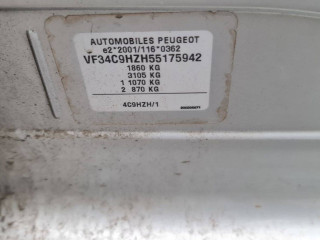 AUTOMOBILES PEUGEOT
e2*2001/116*0362
VF34C9HZH55175942
1860 KG
3105 KG
1 1070 KG
2 870 KG
4C9HZH/1